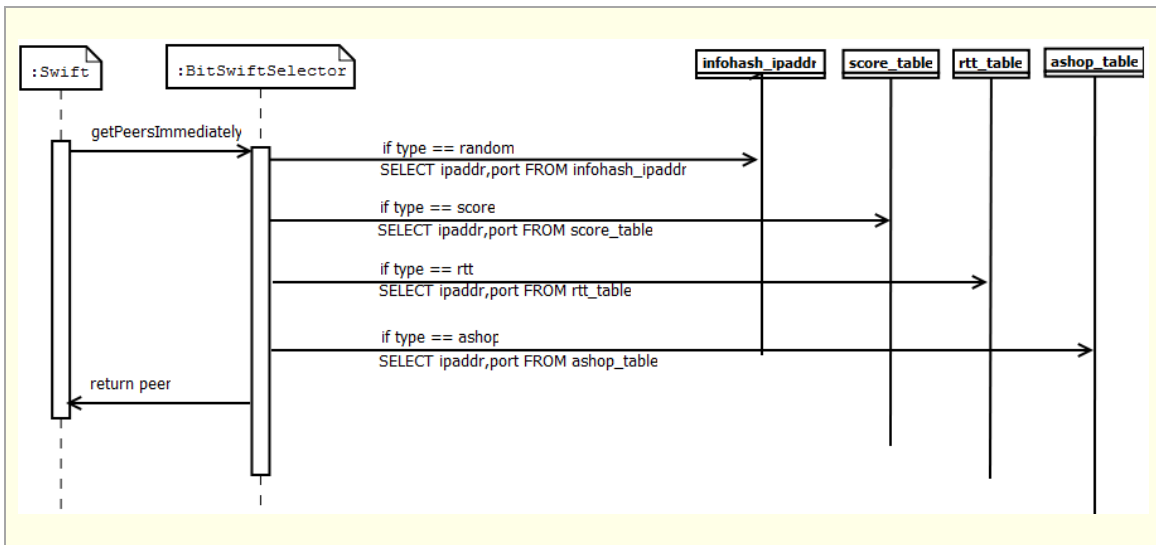 :Swift
:BitSwiftSelector
infohash_ipaddr
score_table
rtt_table
ashop_table
getPeersImmediately
if type == random
SELECT ipaddr,port FROM infohash_ipaddr
if type == score
SELECT ipaddr,port FROM score_table
if type == rtt
SELECT ipaddr,port FROM rtt_table
if type == ashop
SELECT ipaddr,port FROM ashop_table
return peer